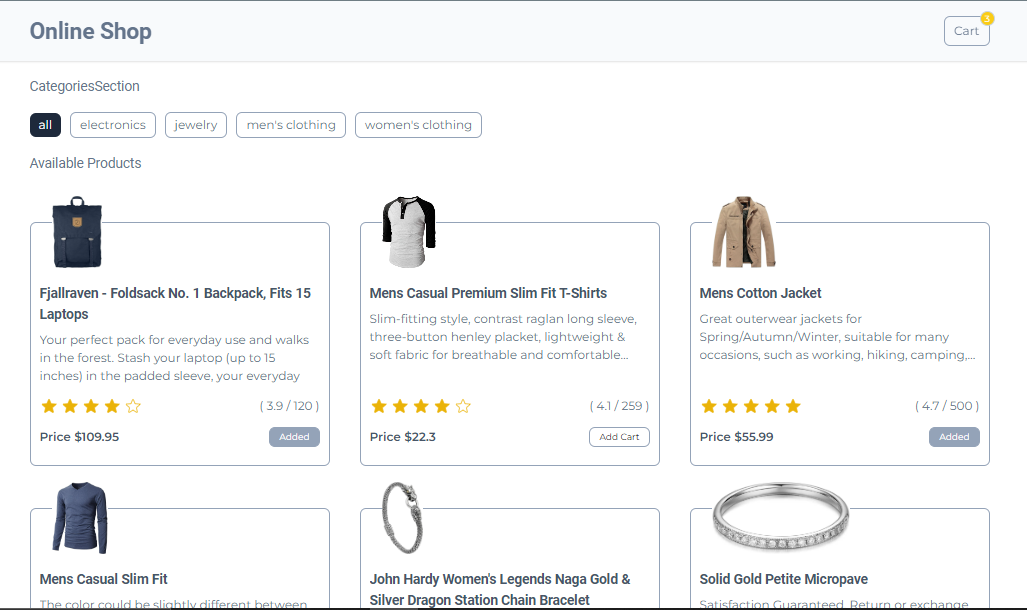 Online Shop
Cart
3
CategoriesSection
all
electronics
jewelry
men's clothing
women's clothing
Available Products
Fjallraven - Foldsack No. 1 Backpack, Fits 15
Laptops
Your perfect pack for everyday use and walks
in the forest. Stash your laptop (up to 15
inches) in the padded sleeve, your everyday
( 3.9 / 120 )
Price $109.95
Added
Mens Casual Premium Slim Fit T-Shirts
Slim-fitting style, contrast raglan long sleeve,
three-button henley placket, lightweight &
soft fabric for breathable and comfortable...
( 4.1 / 259 )
Price $22.3
Add Cart
Mens Cotton Jacket
Great outerwear jackets for
Spring/Autumn/Winter, suitable for many
occasions, such as working, hiking, camping,...
( 4.7 / 500 )
Price $55.99
Added
Mens Casual Slim Fit
The color could be slightly different between
John Hardy Women's Legends Naga Gold &
Silver Dragon Station Chain Bracelet
Solid Gold Petite Micropave
Satisfaction Guaranteed. Return or exchange